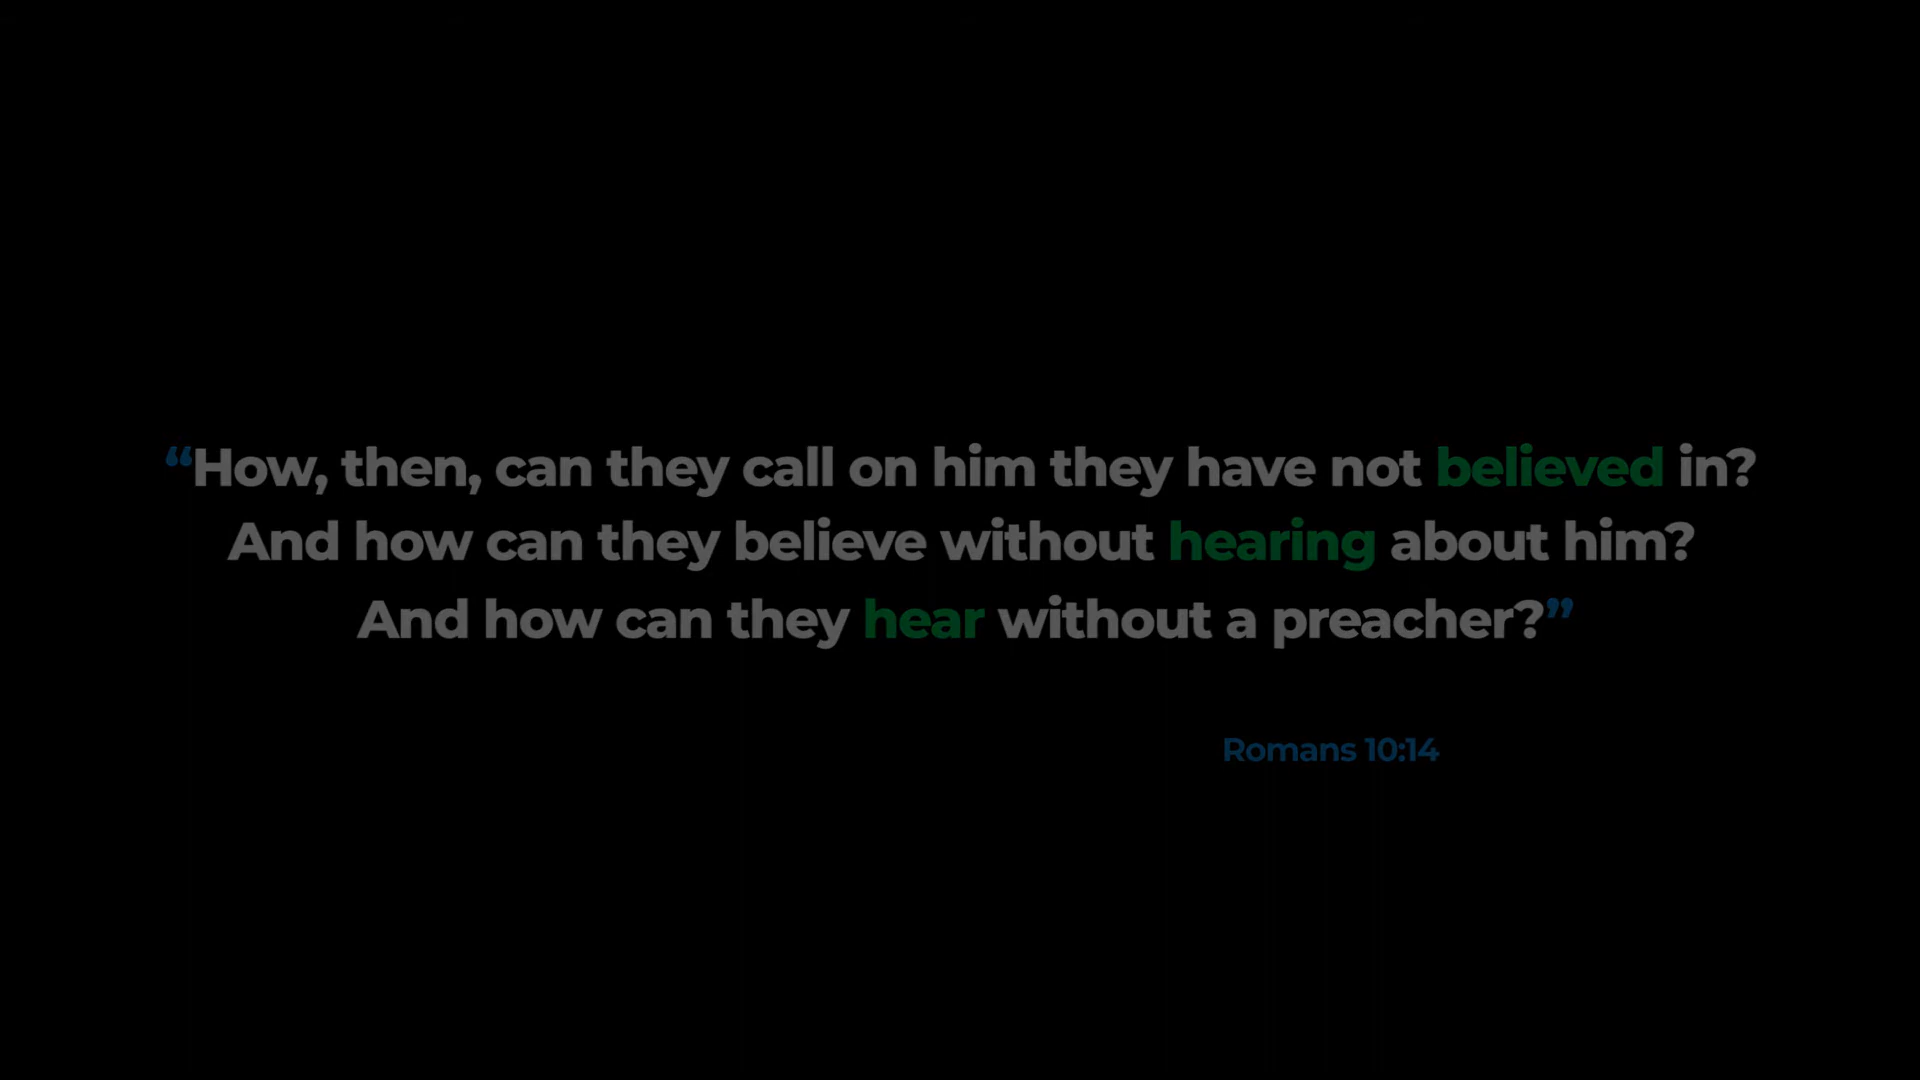 “How, then, can they call on him they have not believed in?
And how can they believe without hearing about him?
And how can they hear without a preacher?”
Romans 10:14